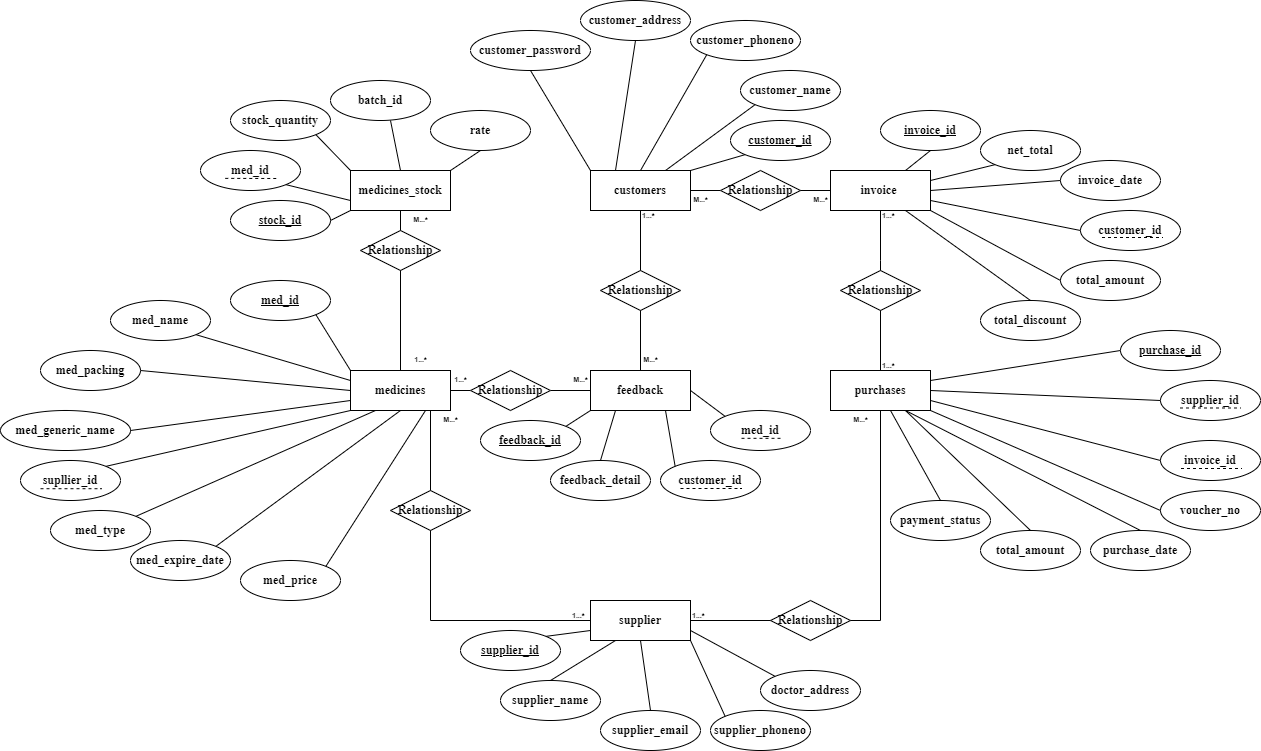 customer_address
customer_password
customer_phoneno
customer_name
batch_id
stock_quantity
rate
customer_id
invoice_id
net_total
med_id
medicines_stock
customers
Relationship
invoice
invoice_date
M...*
M...*
stock_id
M...*
1...*
1...*
customer_id
Relationship
Relationship
Relationship
total_amount
med_id
med_name
total_discount
purchase_id
1...*
M...*
1...*
med_packing
medicines
1...*
Relationship
M...*
feedback
purchases
supplier_id
M...*
M...*
med_generic_name
feedback_id
med_id
invoice_id
supllier_id
feedback_detail
customer_id
Relationship
voucher_no
payment_status
med_type
med_expire_date
total_amount
purchase_date
med_price
1...*
supplier
1...*
Relationship
supplier_id
supplier_name
doctor_address
supplier_email
supplier_phoneno